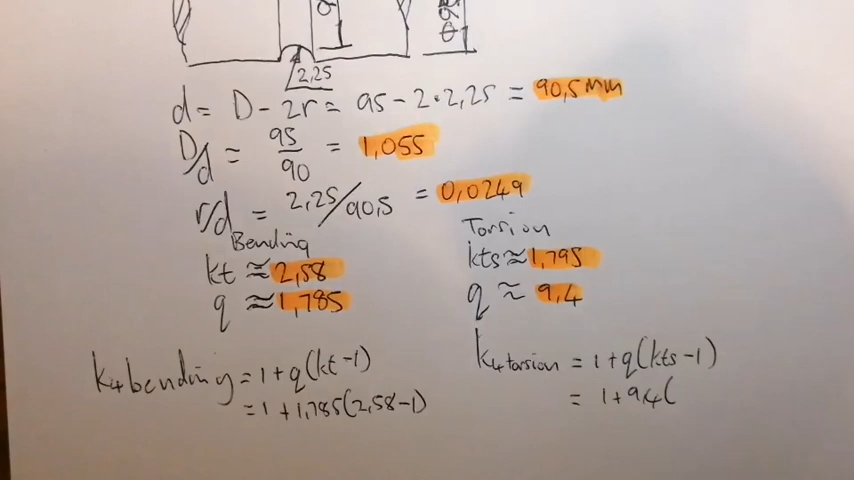 2,25
d = D - 2r = 95 - 2 • 2,25 = 90,5 mm
D/d = 95/90 = 1,055
r/d = 2,25/90,5 = 0,0249
Bending Torsion
kt ≈ 2,58 kts ≈ 1,795
q ≈ 1,785 q ≈ 9,4
k4 bending = 1 + q(kt - 1) k4 torsion = 1 + q(kts - 1)
= 1 + 1,785(2,58 - 1) = 1 + 9,4(